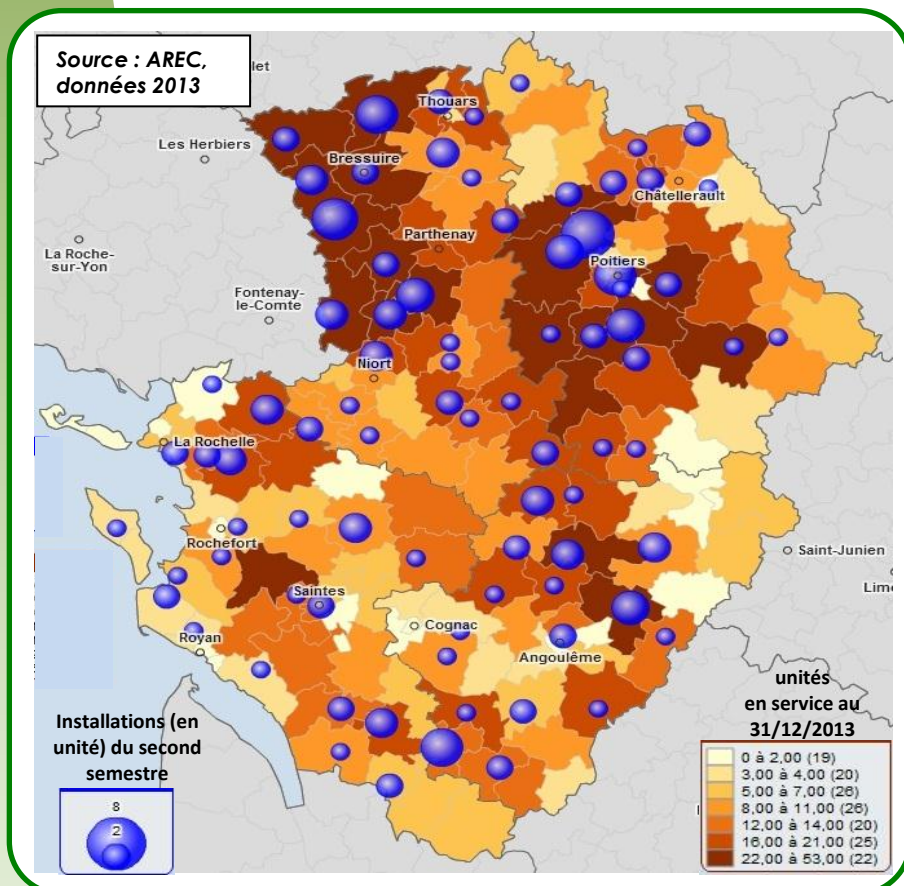 Source : AREC,
données 2013
Thouars
Les Herbiers
Bressuire
Châtellerault
La Roche-
sur-Yon
Parthenay
Poitiers
Fontenay-
le-Comte
Niort
La Rochelle
Rochefort
Saint-Junien
Saintes
Cognac
Royan
Angoulême
Installations (en
unité) du second
semestre
8
2
unités
en service au
31/12/2013
0 à 2,00 (19)
3,00 à 4,00 (20)
5,00 à 7,00 (26)
8,00 à 11,00 (26)
12,00 à 14,00 (20)
16,00 à 21,00 (25)
22,00 à 53,00 (22)